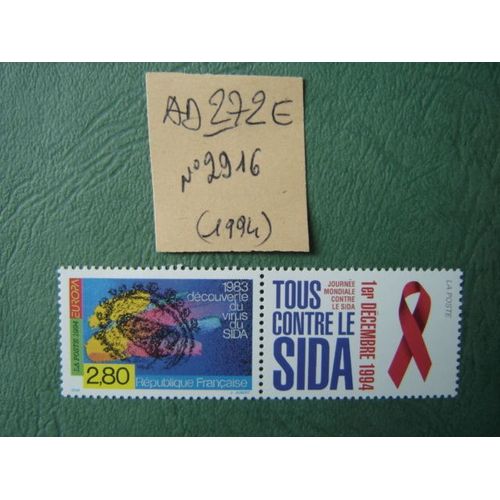 AD 272E
N°2916
(1994)
LA POSTE 1994 EUROPA
1983
découverte
du
virus
du
SIDA
2,80
République Française
TOUS
CONTRE LE
SIDA
JOURNÉE
MONDIALE
CONTRE
LE SIDA
1er DÉCEMBRE 1994
LA POSTE